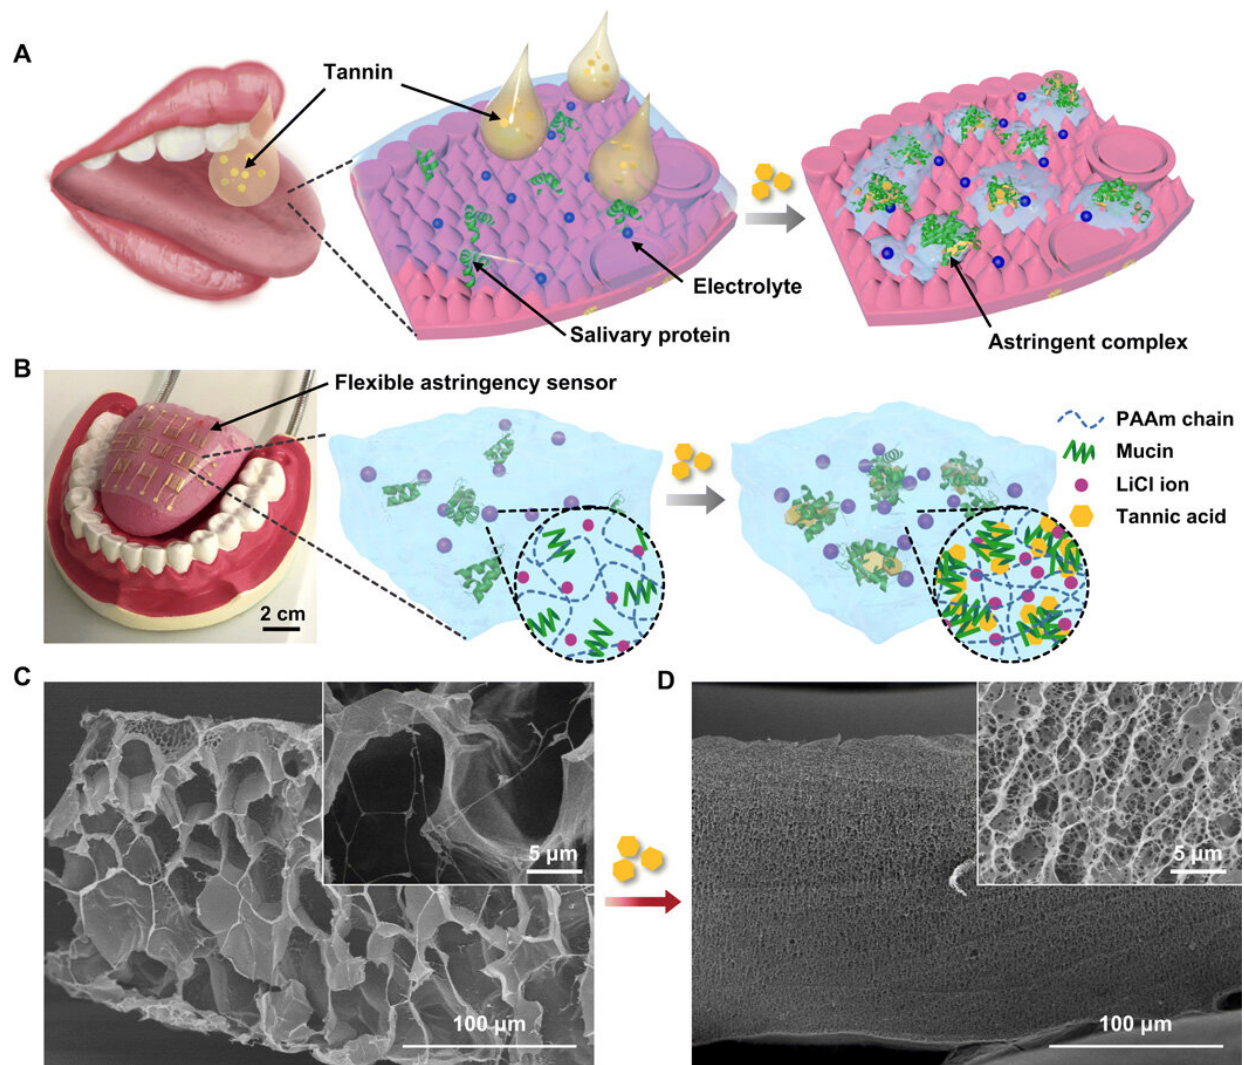 A
Tannin
Electrolyte
Salivary protein
Astringent complex
B
Flexible astringency sensor
2 cm
PAAm chain
Mucin
LiCl ion
Tannic acid
C
5 µm
100 µm
D
5 µm
100 µm